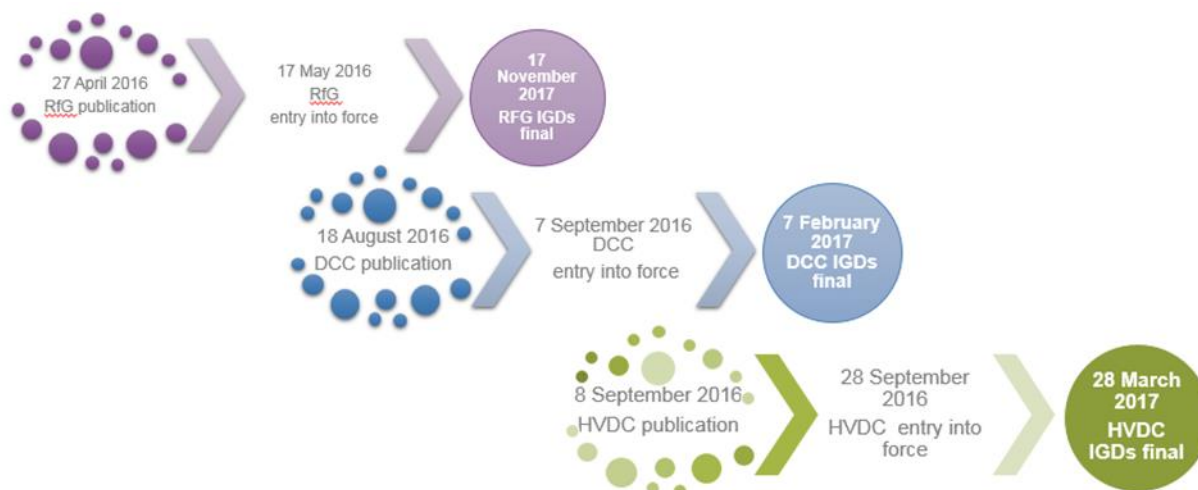 27 April 2016
RfG publication
17 May 2016
RfG
entry into force
17
November
2017
RFG IGDs
final
18 August 2016
DCC publication
7 September 2016
DCC
entry into force
7 February
2017
DCC IGDs
final
8 September 2016
HVDC publication
28 September
2016
HVDC entry into
force
28 March
2017
HVDC
IGDs final